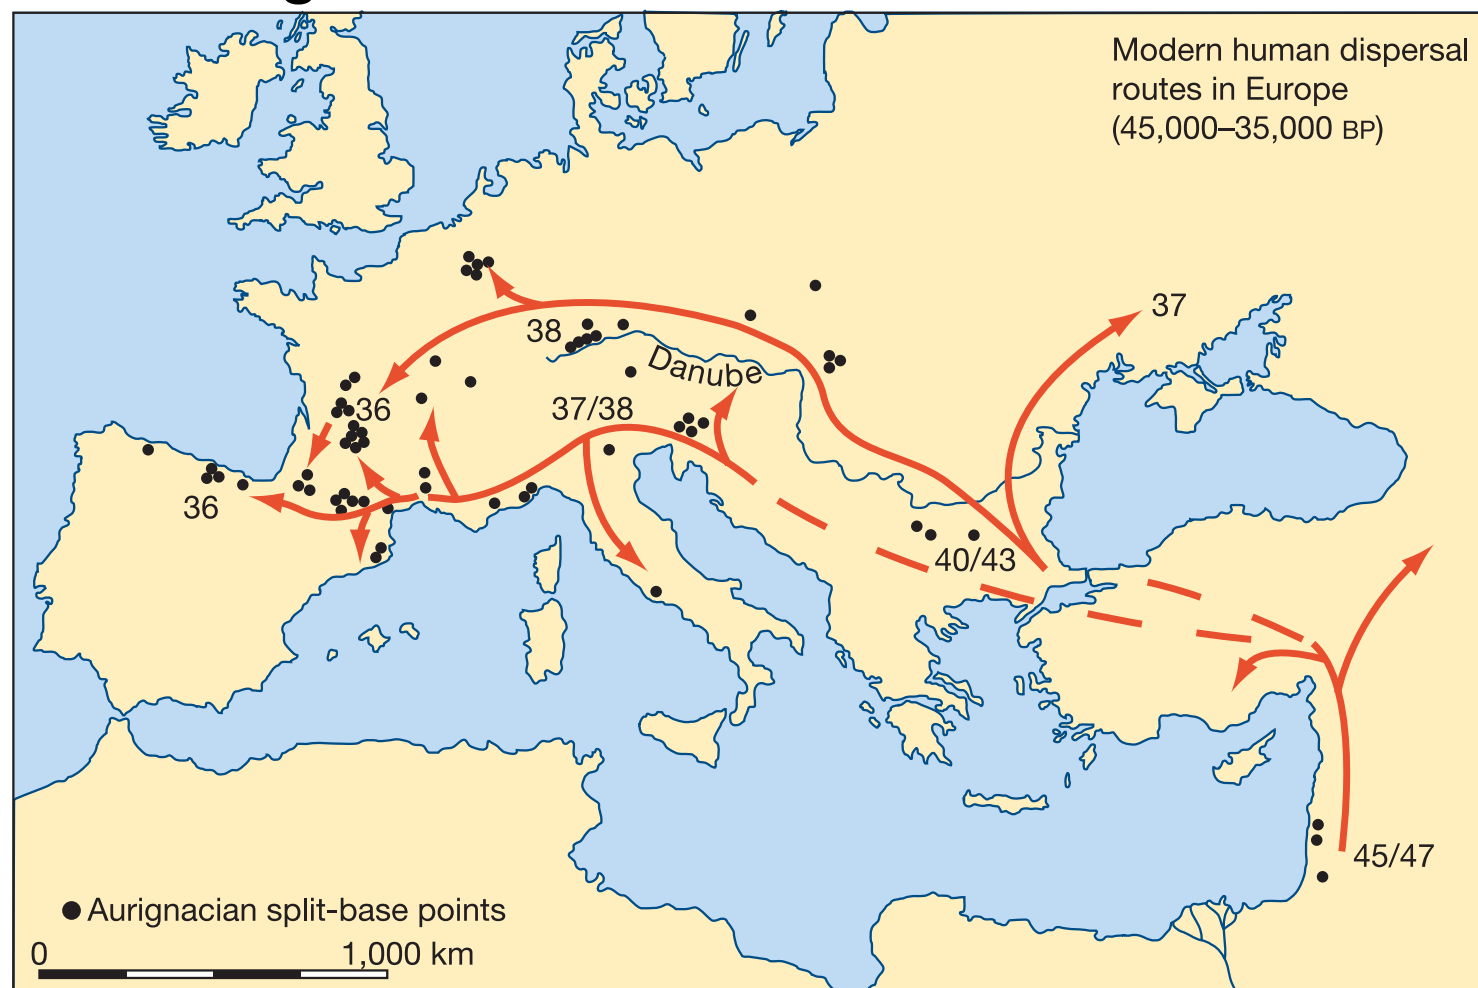 Modern human dispersal
routes in Europe
(45,000–35,000 BP)
37
38
Danube
36
37/38
36
40/43
45/47
Aurignacian split-base points
0 1,000 km